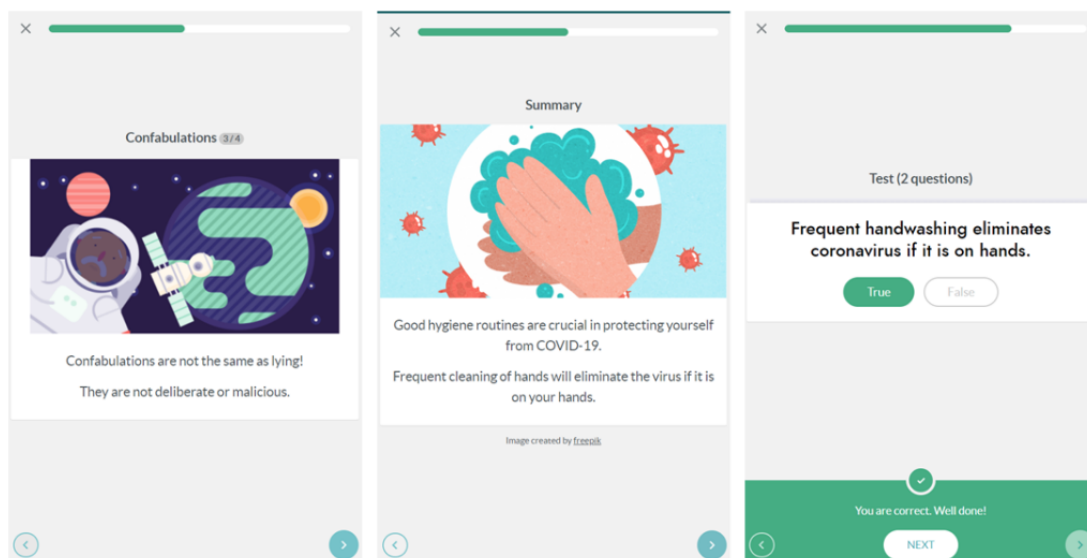 Confabulations 3/4
Confabulations are not the same as lying!
They are not deliberate or malicious.
Summary
Good hygiene routines are crucial in protecting yourself
from COVID-19.
Frequent cleaning of hands will eliminate the virus if it is
on your hands.
Image created by freepik
Test (2 questions)
Frequent handwashing eliminates
coronavirus if it is on hands.
True False
You are correct. Well done!
NEXT